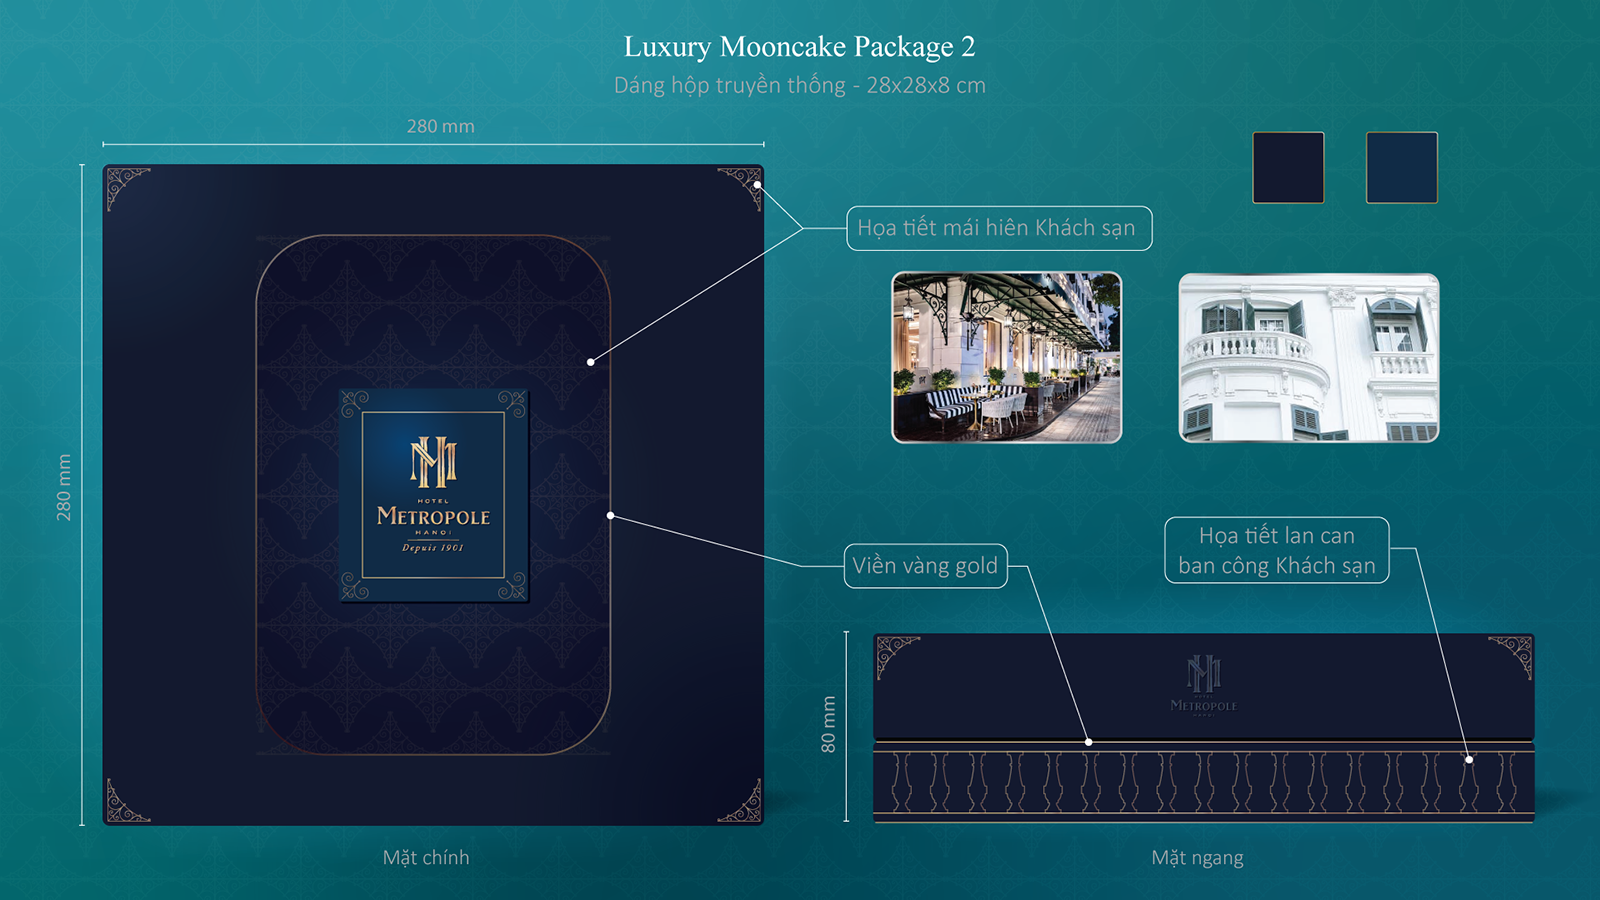 Luxury Mooncake Package 2
Dáng hộp truyền thống - 28x28x8 cm
280 mm
280 mm
Họa tiết mái hiên Khách sạn
HOTEL
METROPOLE
HANOI
Depuis 1901
Viền vàng gold
Họa tiết lan can
ban công Khách sạn
80 mm
HOTEL
METROPOLE
HANOI
Mặt chính
Mặt ngang